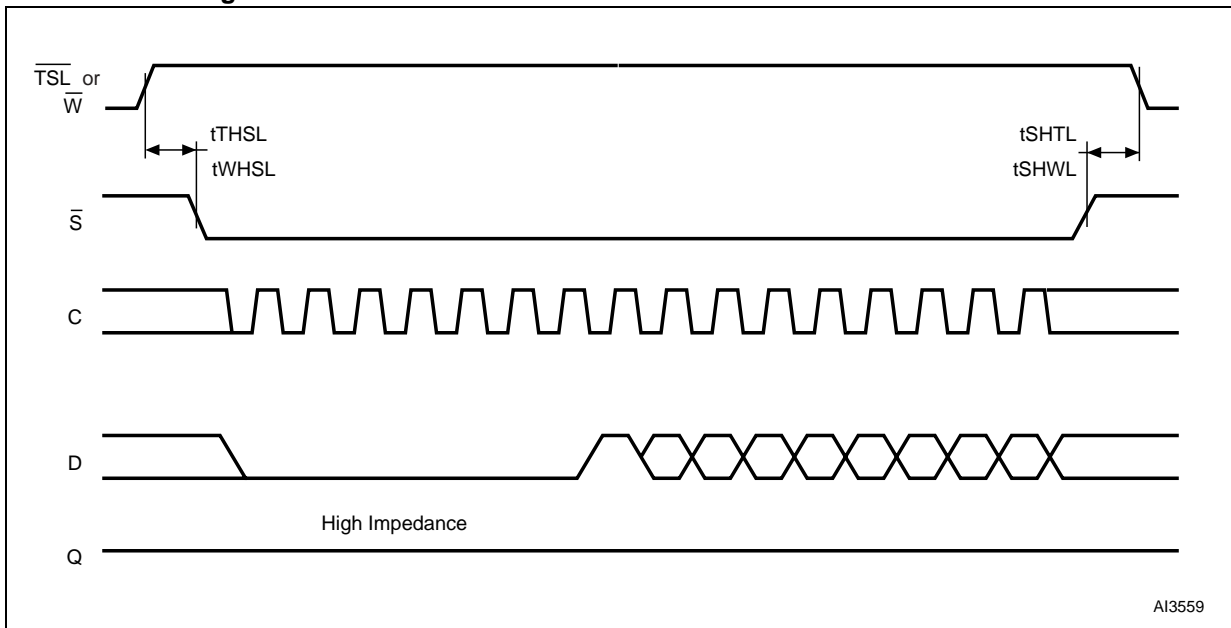 TSL or
W
tTHSL
tWHSL
tSHTL
tSHWL
S
C
D
High Impedance
Q
AI3559